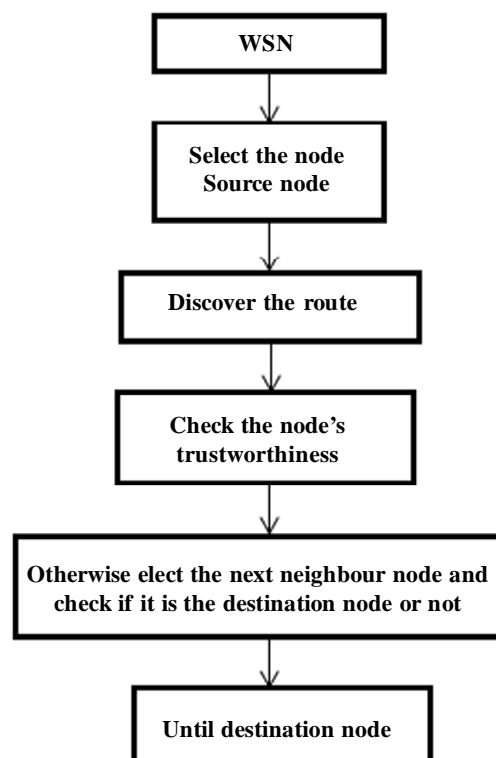 WSN
Select the node
Source node
Discover the route
Check the node’s
trustworthiness
Otherwise elect the next neighbour node and
check if it is the destination node or not
Until destination node